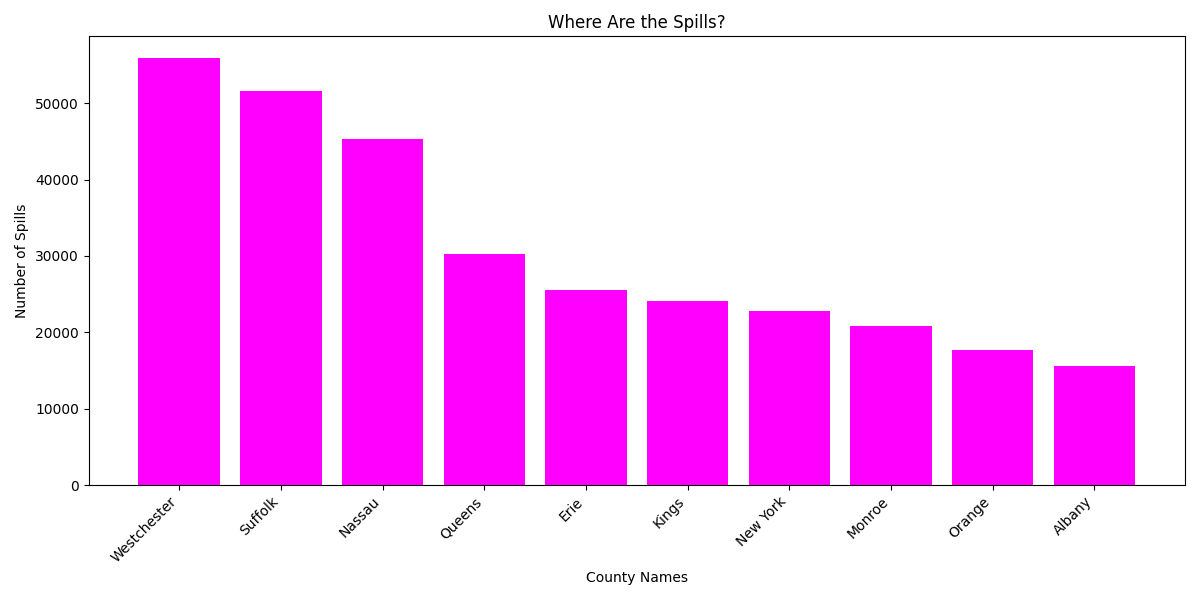 Where Are the Spills?
Number of Spills
50000
40000
30000
20000
10000
0
Westchester
Suffolk
Nassau
Queens
Erie
Kings
New York
Monroe
Orange
Albany
County Names